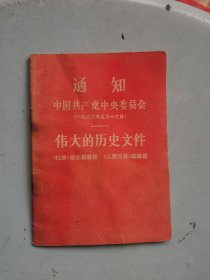 通知
中国共产党中央委员会
(一九六六年五月十六日)
伟大的历史文件
《红旗》杂志编辑部 《人民日报》编辑部